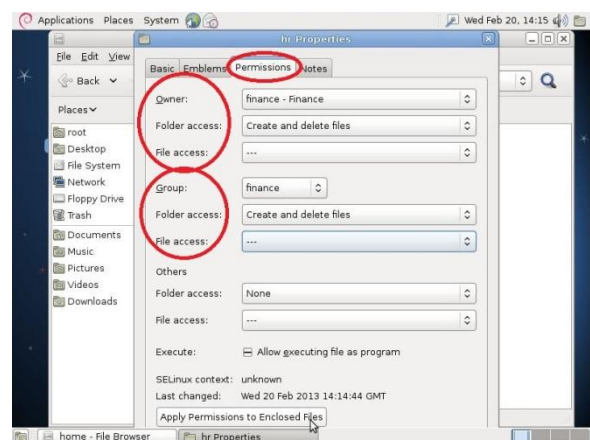 Applications Places System Wed Feb 20, 14:15
hr Properties
File Edit View
Back
Places
root
Desktop
File System
Network
Floppy Drive
Trash
Documents
Music
Pictures
Videos
Downloads
Basic Emblems Permissions Notes
Owner: finance - Finance
Folder access: Create and delete files
File access: ---
Group: finance
Folder access: Create and delete files
File access: ---
Others
Folder access: None
File access: ---
Execute: Allow executing file as program
SELinux context: unknown
Last changed: Wed 20 Feb 2013 14:14:44 GMT
Apply Permissions to Enclosed Files
home - File Browser hr Properties